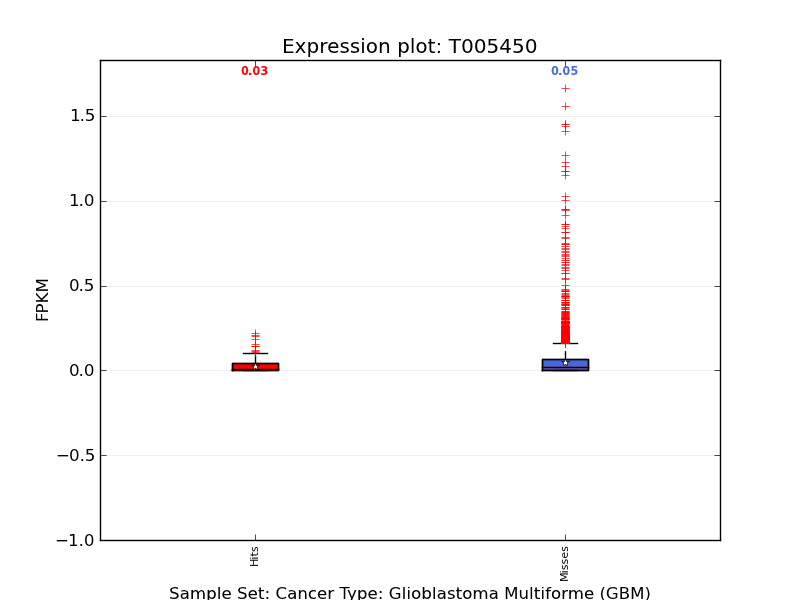 Expression plot: T005450
0.03 0.05
1.5
1.0
0.5
0.0
−0.5
−1.0
FPKM
Hits Misses
Sample Set: Cancer Type: Glioblastoma Multiforme (GBM)